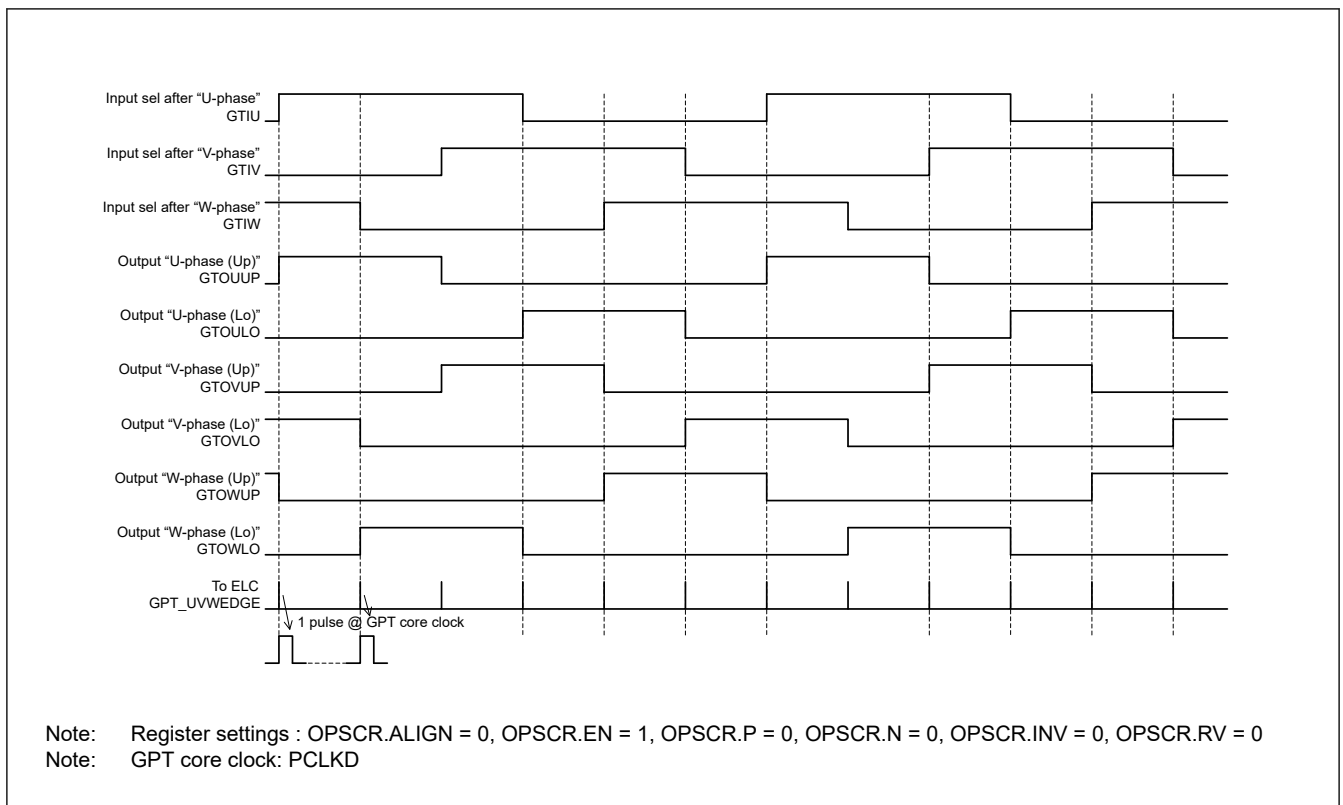 Input sel after “U-phase”
GTIU
Input sel after “V-phase”
GTIV
Input sel after “W-phase”
GTIW
Output “U-phase (Up)”
GTOUUP
Output “U-phase (Lo)”
GTOULO
Output “V-phase (Up)”
GTOVUP
Output “V-phase (Lo)”
GTOVLO
Output “W-phase (Up)”
GTOWUP
Output “W-phase (Lo)”
GTOWLO
To ELC
GPT_UVWEDGE
1 pulse @ GPT core clock
Note: Register settings : OPSCR.ALIGN = 0, OPSCR.EN = 1, OPSCR.P = 0, OPSCR.N = 0, OPSCR.INV = 0, OPSCR.RV = 0
Note: GPT core clock: PCLKD